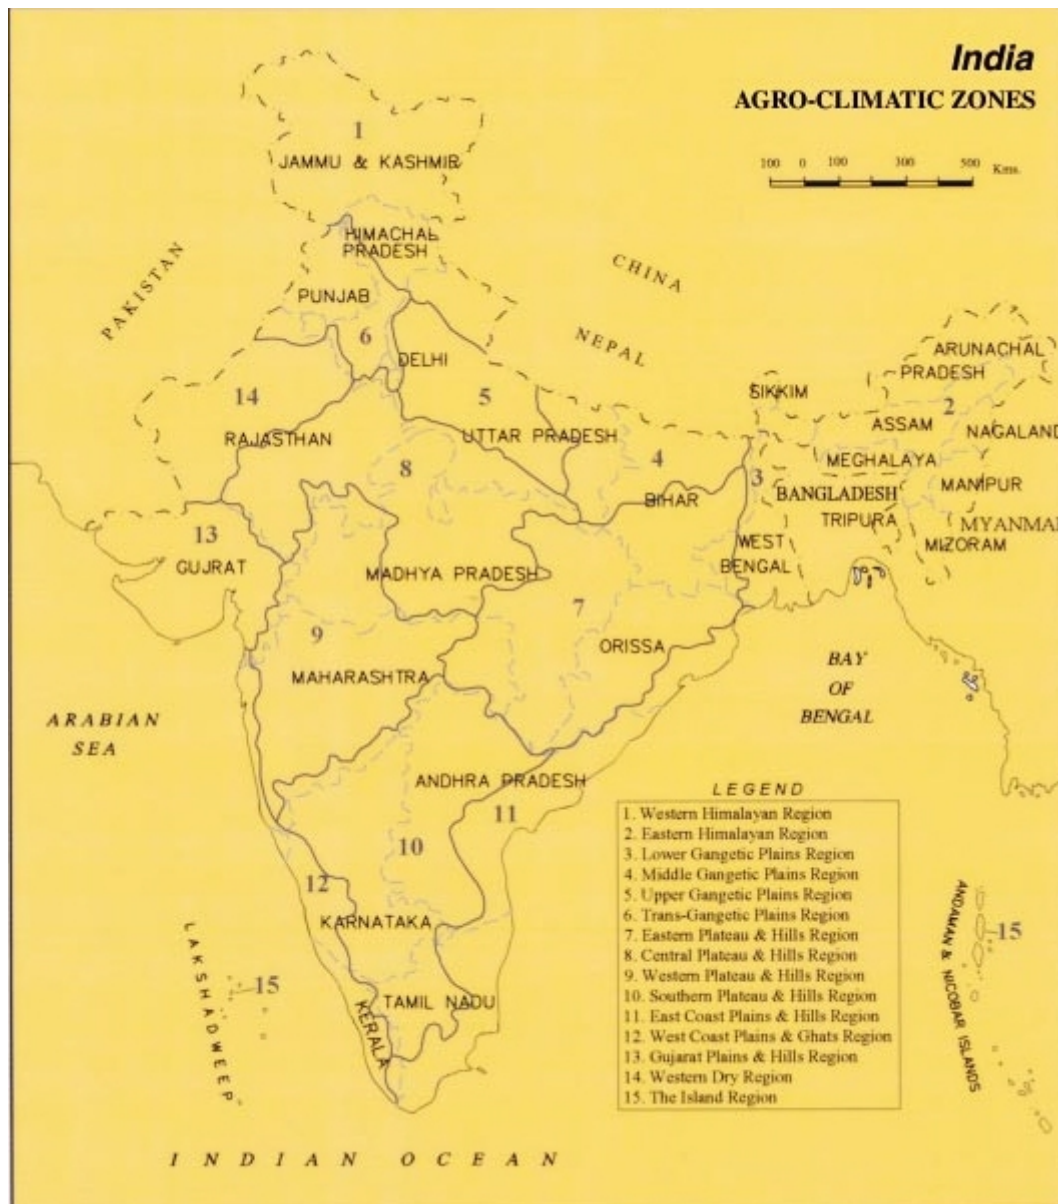 India
AGRO-CLIMATIC ZONES
100 0 100 300 500 Kms.
1
JAMMU & KASHMIR
HIMACHAL
PRADESH
PAKISTAN
CHINA
PUNJAB
6
NEPAL
DELHI
ARUNACHAL
PRADESH
14
5
SIKKIM
2
RAJASTHAN
UTTAR PRADESH
ASSAM
NAGALAND
8
4
3
MEGHALAYA
BIHAR
BANGLADESH
MANIPUR
TRIPURA
MYANMAR
13
WEST
BENGAL
MIZORAM
GUJRAT
MADHYA PRADESH
7
9
ORISSA
MAHARASHTRA
BAY
OF
BENGAL
ARABIAN
SEA
ANDHRA PRADESH
11
10
12
KARNATAKA
LAKSHADWEEP
15
TAMIL NADU
KERALA
ANDAMAN & NICOBAR ISLANDS
15
LEGEND
1. Western Himalayan Region
2. Eastern Himalayan Region
3. Lower Gangetic Plains Region
4. Middle Gangetic Plains Region
5. Upper Gangetic Plains Region
6. Trans-Gangetic Plains Region
7. Eastern Plateau & Hills Region
8. Central Plateau & Hills Region
9. Western Plateau & Hills Region
10. Southern Plateau & Hills Region
11. East Coast Plains & Hills Region
12. West Coast Plains & Ghats Region
13. Gujarat Plains & Hills Region
14. Western Dry Region
15. The Island Region
INDIAN OCEAN